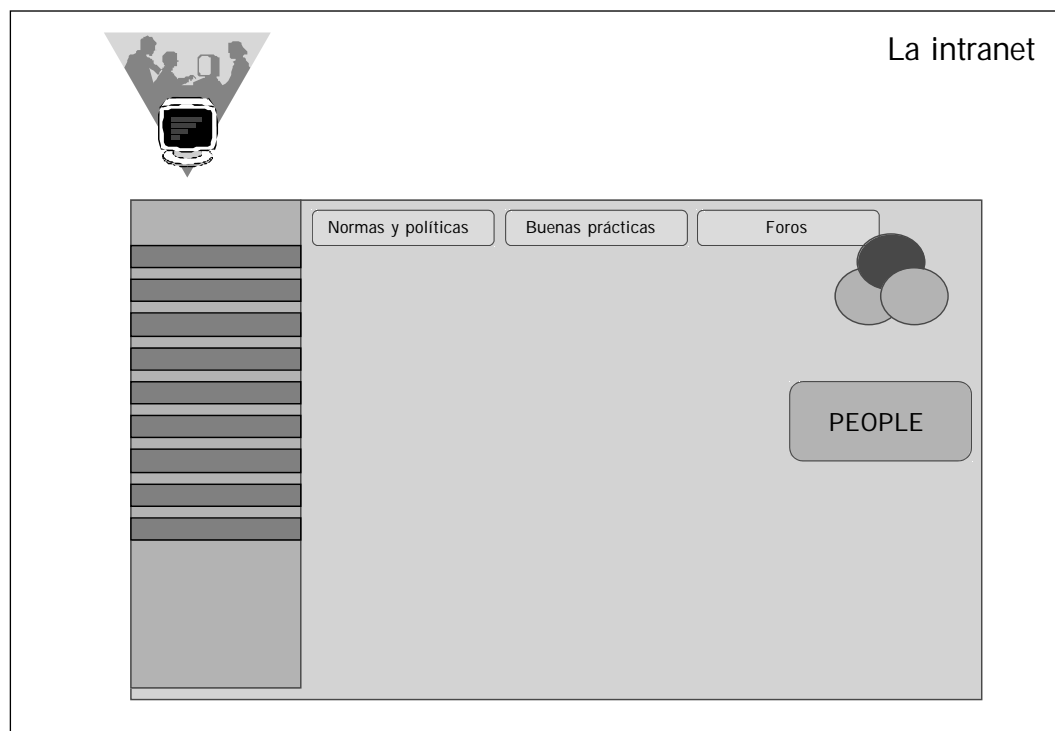 La intranet
Normas y políticas
Buenas prácticas
Foros
PEOPLE